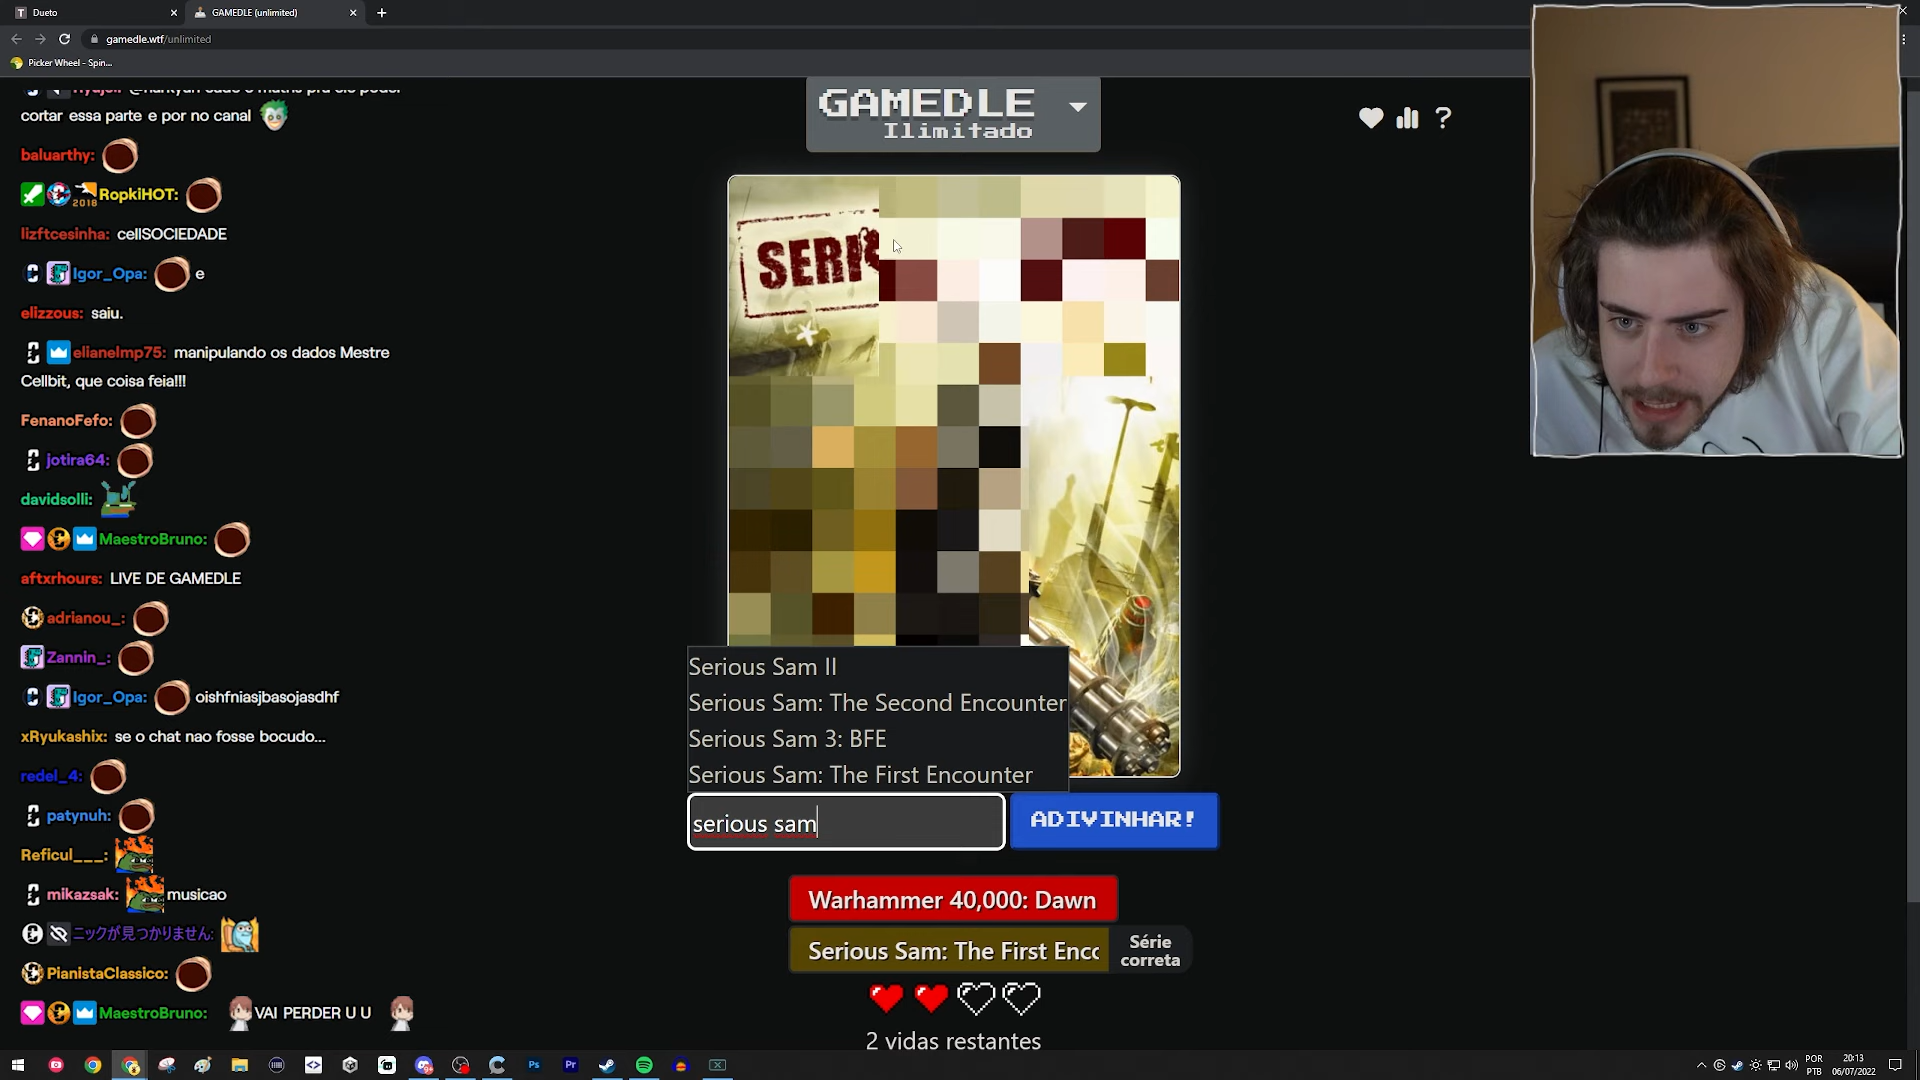 Dueto
GAMEDLE (unlimited)
gamedle.wtf/unlimited
Picker Wheel - Spin...
cortar essa parte e por no canal
baluarthy:
2018 RopkiHOT:
lizftcesinha: cellSOCIEDADE
Igor_Opa: e
elizzous: saiu.
elianelmp75: manipulando os dados Mestre
Cellbit, que coisa feia!!!
FenanoFefo:
jotira64:
davidsolli:
MaestroBruno:
aftxrhours: LIVE DE GAMEDLE
adrianou_:
Zannin_:
Igor_Opa: oishfniasjbasojasdhf
xRyukashix: se o chat nao fosse bocudo...
redel_4:
patynuh:
Reficul___:
mikazsak: musicao
ニックが見つかりません:
PianistaClassico:
MaestroBruno: VAI PERDER U U
GAMEDLE
Ilimitado
?
SERI
Serious Sam II
Serious Sam: The Second Encounter
Serious Sam 3: BFE
Serious Sam: The First Encounter
serious sam
ADIVINHAR!
Warhammer 40,000: Dawn
Serious Sam: The First Enco
Série
correta
2 vidas restantes
Ps
Pr
POR
PTB
20:13
06/07/2022